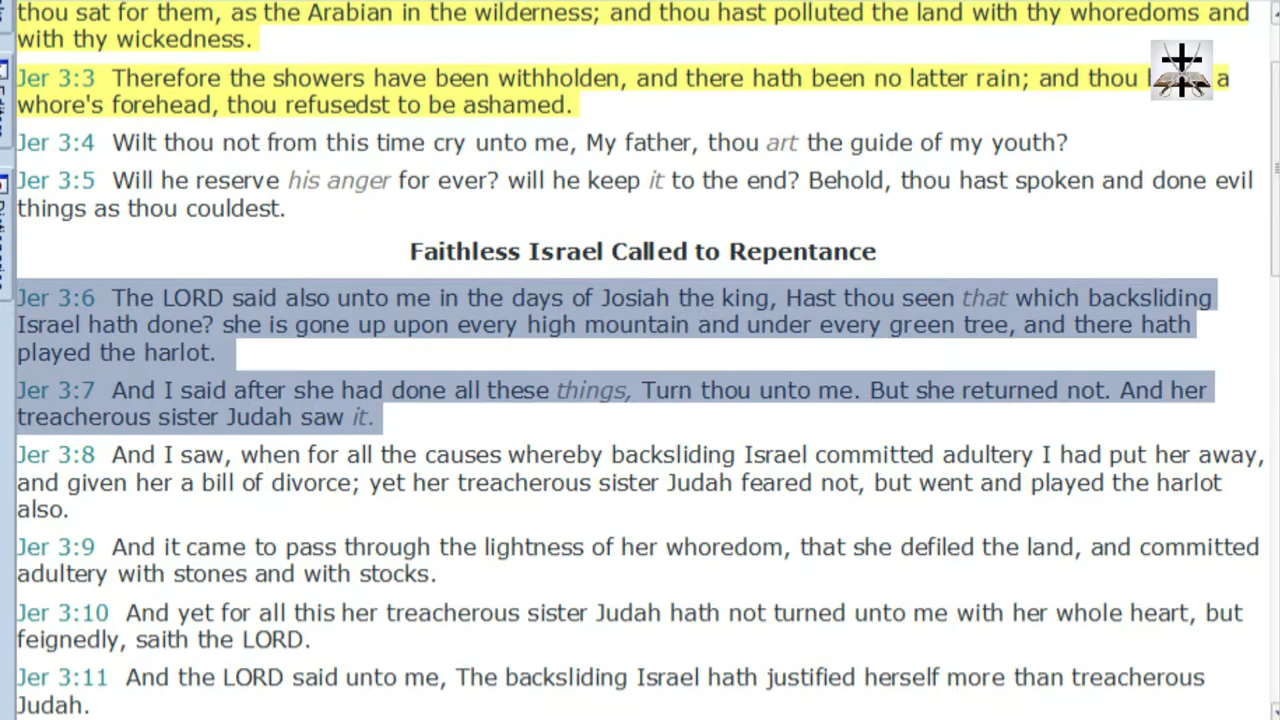 thou sat for them, as the Arabian in the wilderness; and thou hast polluted the land with thy whoredoms and
with thy wickedness.
Jer 3:3 Therefore the showers have been withholden, and there hath been no latter rain; and thou a
whore's forehead, thou refusedst to be ashamed.
Jer 3:4 Wilt thou not from this time cry unto me, My father, thou art the guide of my youth?
Jer 3:5 Will he reserve his anger for ever? will he keep it to the end? Behold, thou hast spoken and done evil
things as thou couldest.
Faithless Israel Called to Repentance
Jer 3:6 The LORD said also unto me in the days of Josiah the king, Hast thou seen that which backsliding
Israel hath done? she is gone up upon every high mountain and under every green tree, and there hath
played the harlot.
Jer 3:7 And I said after she had done all these things, Turn thou unto me. But she returned not. And her
treacherous sister Judah saw it.
Jer 3:8 And I saw, when for all the causes whereby backsliding Israel committed adultery I had put her away,
and given her a bill of divorce; yet her treacherous sister Judah feared not, but went and played the harlot
also.
Jer 3:9 And it came to pass through the lightness of her whoredom, that she defiled the land, and committed
adultery with stones and with stocks.
Jer 3:10 And yet for all this her treacherous sister Judah hath not turned unto me with her whole heart, but
feignedly, saith the LORD.
Jer 3:11 And the LORD said unto me, The backsliding Israel hath justified herself more than treacherous
Judah.